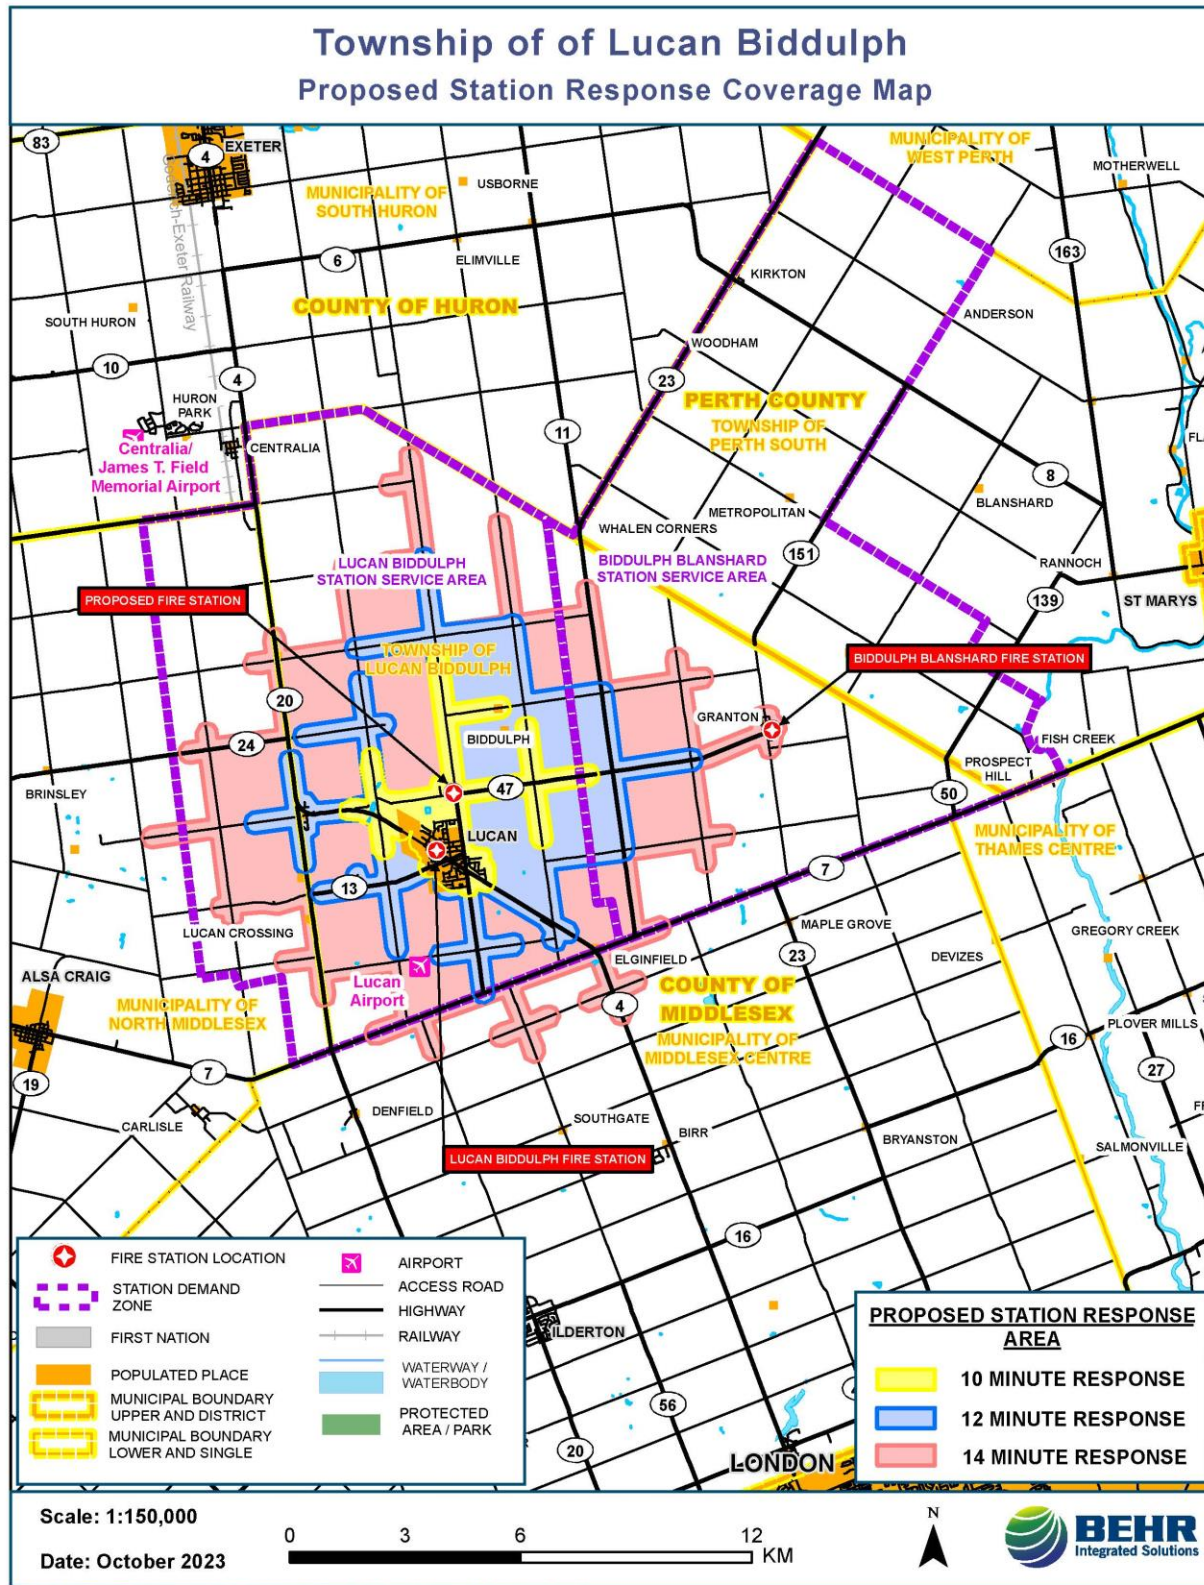 Township of of Lucan Biddulph
Proposed Station Response Coverage Map
83
4
EXETER
MUNICIPALITY OF
SOUTH HURON
USBORNE
MUNICIPALITY OF
WEST PERTH
MOTHERWELL
6
ELIMVILLE
163
KIRKTON
COUNTY OF HURON
SOUTH HURON
ANDERSON
WOODHAM
10
4
23
HURON
PARK
PERTH COUNTY
TOWNSHIP OF
PERTH SOUTH
11
CENTRALIA
Centralia/
James T. Field
Memorial Airport
8
BLANSHARD
METROPOLITAN
WHALEN CORNERS
151
RANNOCH
LUCAN BIDDULPH
STATION SERVICE AREA
BIDDULPH BLANSHARD
STATION SERVICE AREA
PROPOSED FIRE STATION
139
ST MARYS
TOWNSHIP OF
LUCAN BIDDULPH
BIDDULPH BLANSHARD FIRE STATION
20
GRANTON
24
BIDDULPH
FISH CREEK
PROSPECT
HILL
BRINSLEY
47
50
LUCAN
MUNICIPALITY OF
THAMES CENTRE
13
7
LUCAN CROSSING
MAPLE GROVE
GREGORY CREEK
23
DEVIZES
ELGINFIELD
ALSA CRAIG
Lucan
Airport
COUNTY OF
MIDDLESEX
MUNICIPALITY OF
MIDDLESEX CENTRE
4
MUNICIPALITY OF
NORTH MIDDLESEX
PLOVER MILLS
16
27
7
19
DENFIELD
SOUTHGATE
CARLISLE
BIRR
BRYANSTON
SALMONVILLE
LUCAN BIDDULPH FIRE STATION
16
ILDERTON
56
20
LONDON
FIRE STATION LOCATION
STATION DEMAND
ZONE
FIRST NATION
POPULATED PLACE
MUNICIPAL BOUNDARY
UPPER AND DISTRICT
MUNICIPAL BOUNDARY
LOWER AND SINGLE
AIRPORT
ACCESS ROAD
HIGHWAY
RAILWAY
WATERWAY /
WATERBODY
PROTECTED
AREA / PARK
PROPOSED STATION RESPONSE
AREA
10 MINUTE RESPONSE
12 MINUTE RESPONSE
14 MINUTE RESPONSE
Scale: 1:150,000
Date: October 2023
0 3 6 12
KM
N
BEHR
Integrated Solutions